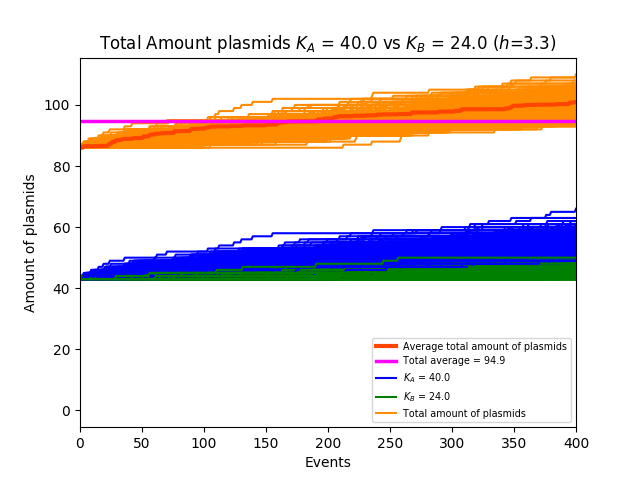 Total Amount plasmids K_A = 40.0 vs K_B = 24.0 (h=3.3)
Amount of plasmids
100
80
60
40
20
0
Average total amount of plasmids
Total average = 94.9
K_A = 40.0
K_B = 24.0
Total amount of plasmids
0 50 100 150 200 250 300 350 400
Events